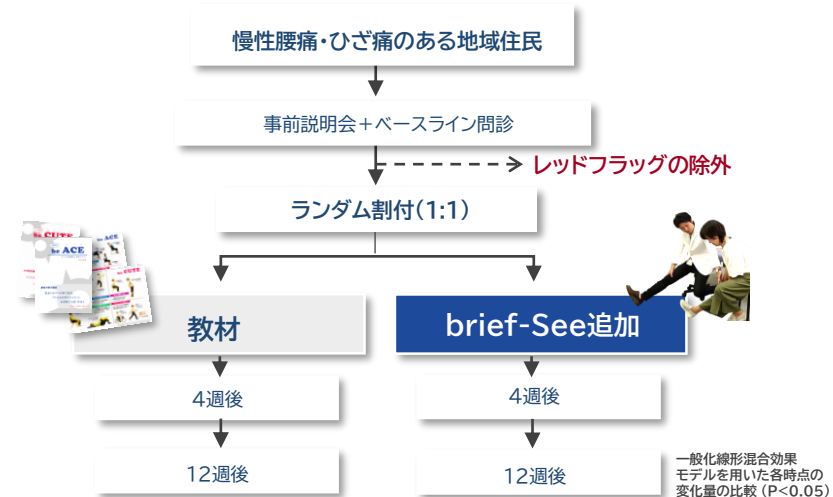 慢性腰痛・ひざ痛のある地域住民
事前説明会＋ベースライン問診
レッドフラッグの除外
ランダム割付(1:1)
CUTE
ACE
CUTE
教材
brief-See追加
4週後
4週後
12週後
12週後
一般化線形混合効果
モデルを用いた各時点の
変化量の比較 (P<0.05)